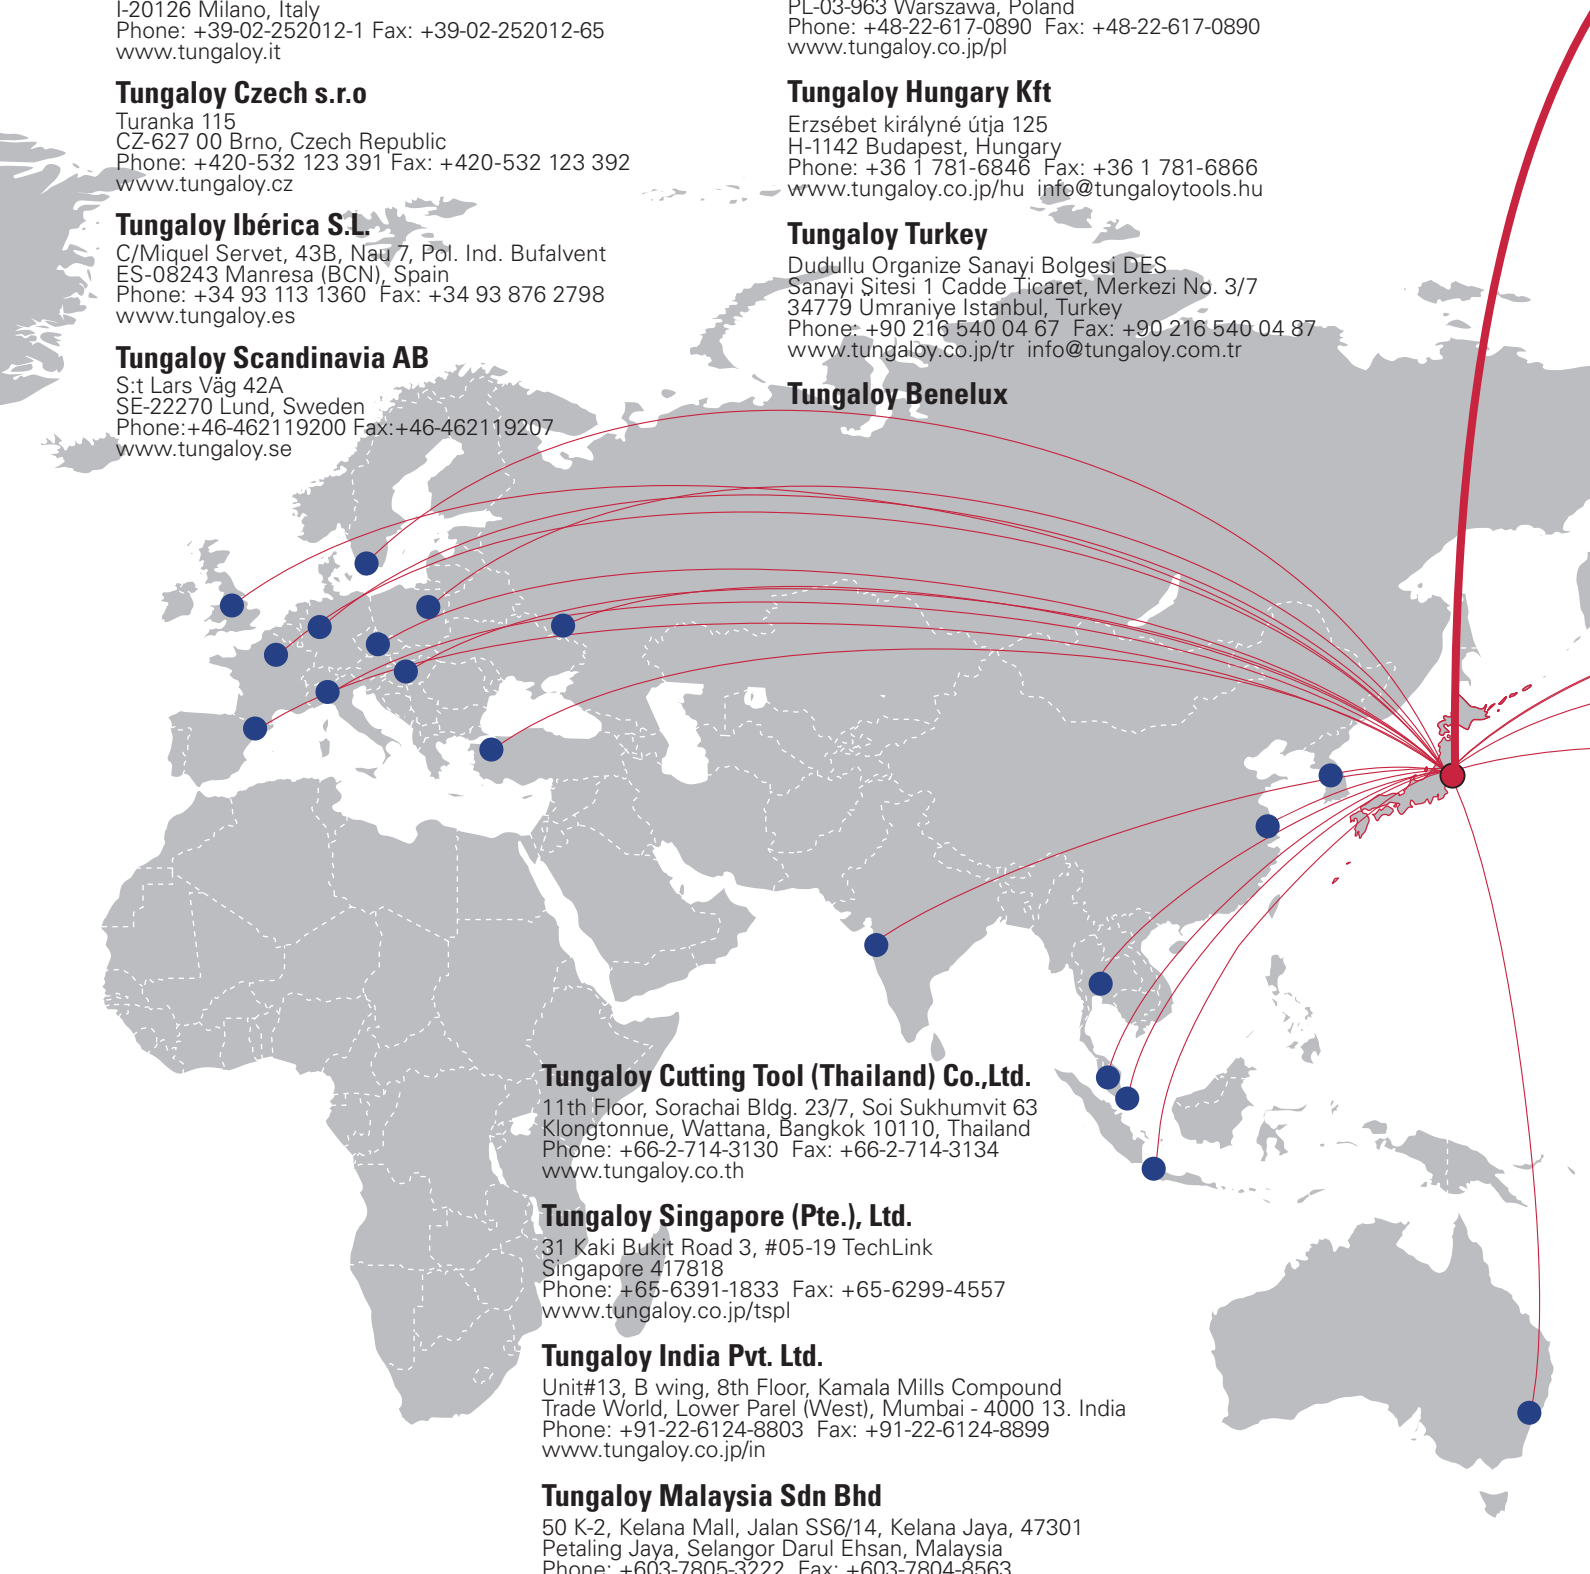 I-20126 Milano, Italy
Phone: +39-02-252012-1 Fax: +39-02-252012-65
www.tungaloy.it
Tungaloy Czech s.r.o
Turanka 115
CZ-627 00 Brno, Czech Republic
Phone: +420-532 123 391 Fax: +420-532 123 392
www.tungaloy.cz
Tungaloy Ibérica S.L.
C/Miquel Servet, 43B, Nau 7, Pol. Ind. Bufalvent
ES-08243 Manresa (BCN), Spain
Phone: +34 93 113 1360 Fax: +34 93 876 2798
www.tungaloy.es
Tungaloy Scandinavia AB
S:t Lars Väg 42A
SE-22270 Lund, Sweden
Phone:+46-462119200 Fax:+46-462119207
www.tungaloy.se
PL-03-963 Warszawa, Poland
Phone: +48-22-617-0890 Fax: +48-22-617-0890
www.tungaloy.co.jp/pl
Tungaloy Hungary Kft
Erzsébet királyné útja 125
H-1142 Budapest, Hungary
Phone: +36 1 781-6846 Fax: +36 1 781-6866
www.tungaloy.co.jp/hu info@tungaloytools.hu
Tungaloy Turkey
Dudullu Organize Sanayi Bolgesi DES
Sanayi Sitesi 1 Cadde Ticaret, Merkezi No. 3/7
34779 Ümraniye Istanbul, Turkey
Phone: +90 216 540 04 67 Fax: +90 216 540 04 87
www.tungaloy.co.jp/tr info@tungaloy.com.tr
Tungaloy Benelux
Tungaloy Cutting Tool (Thailand) Co.,Ltd.
11th Floor, Sorachai Bldg. 23/7, Soi Sukhumvit 63
Klongtonnue, Wattana, Bangkok 10110, Thailand
Phone: +66-2-714-3130 Fax: +66-2-714-3134
www.tungaloy.co.th
Tungaloy Singapore (Pte.), Ltd.
31 Kaki Bukit Road 3, #05-19 TechLink
Singapore 417818
Phone: +65-6391-1833 Fax: +65-6299-4557
www.tungaloy.co.jp/tspl
Tungaloy India Pvt. Ltd.
Unit#13, B wing, 8th Floor, Kamala Mills Compound
Trade World, Lower Parel (West), Mumbai - 4000 13. India
Phone: +91-22-6124-8803 Fax: +91-22-6124-8899
www.tungaloy.co.jp/in
Tungaloy Malaysia Sdn Bhd
50 K-2, Kelana Mall, Jalan SS6/14, Kelana Jaya, 47301
Petaling Jaya, Selangor Darul Ehsan, Malaysia
Phone: +603-7805-3222 Fax: +603-7804-8563